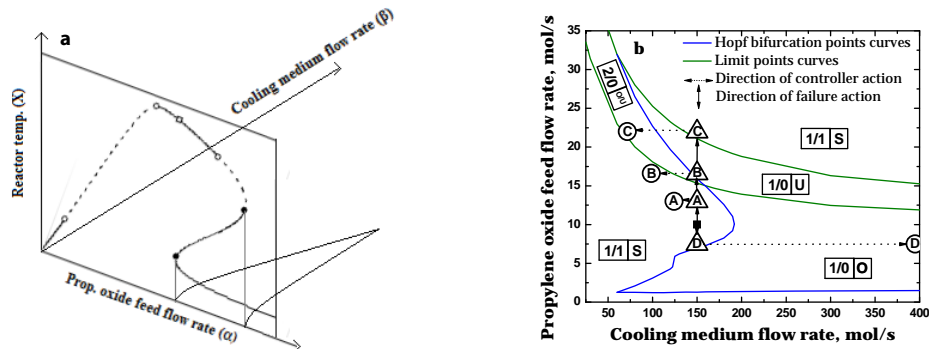 a
Reactor temp. (X)
Cooling medium flow rate (β)
Prop. oxide feed flow rate (α)
b
Propylene oxide feed flow rate, mol/s
35
30
25
20
15
10
5
0
Hopf bifurcation points curves
Limit points curves
Direction of controller action
Direction of failure action
2/0 O/U
C
C
1/1 S
B
B
1/0 U
A
A
D
D
1/1 S
1/0 O
50 100 150 200 250 300 350 400
Cooling medium flow rate, mol/s